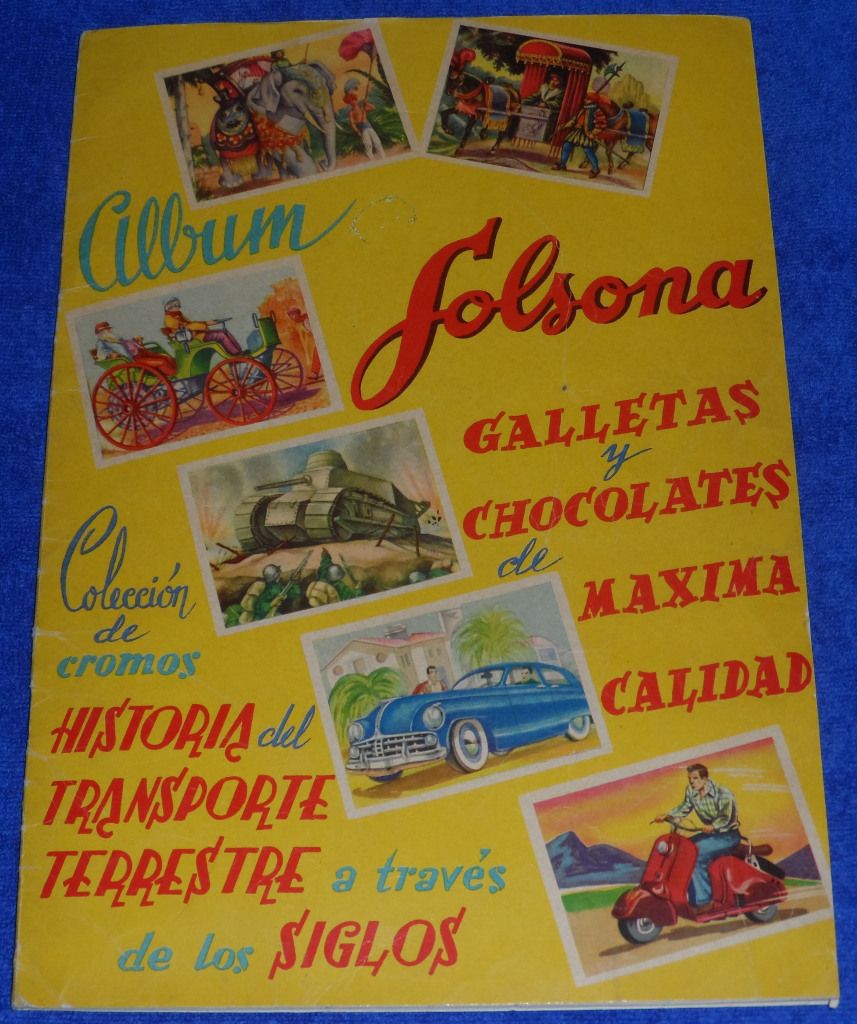 Album
Solsona
GALLETAS
y
CHOCOLATES
de
MAXIMA
CALIDAD
Colección
de
cromos
HISTORIA del
TRANSPORTE
TERRESTRE a través
de los SIGLOS